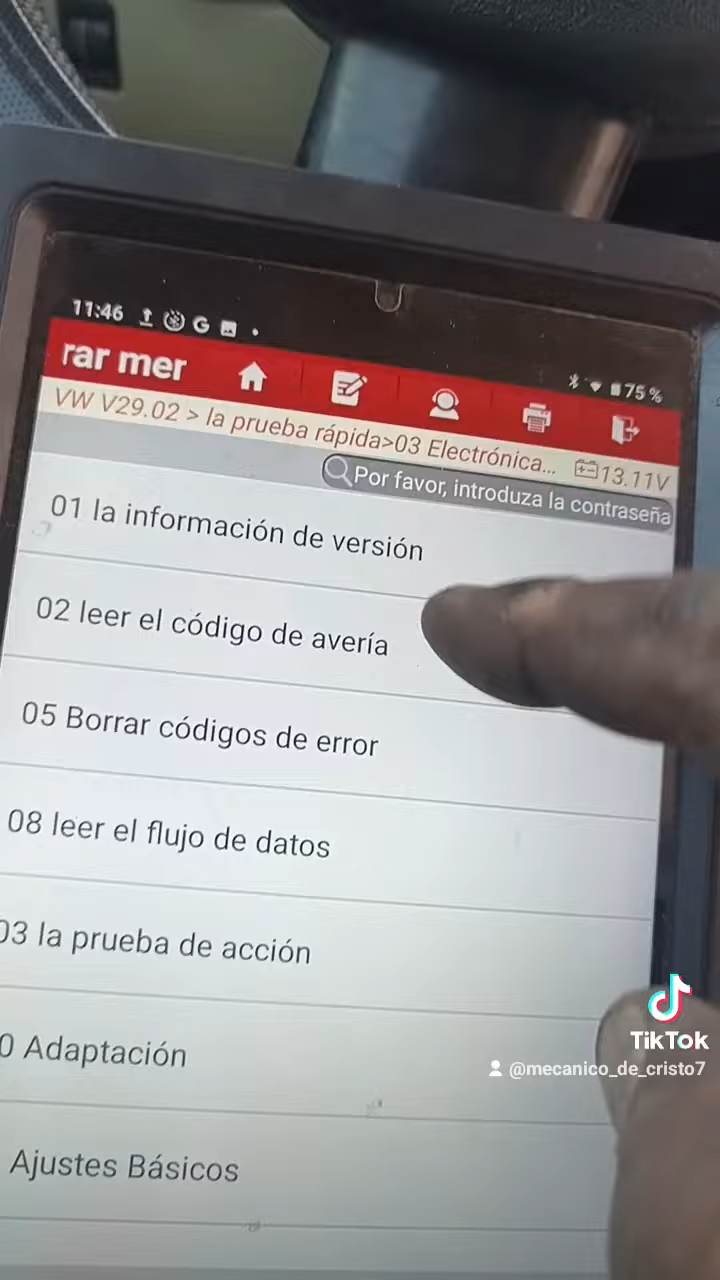 11:46 G
75%
rar mer
VW V29.02 > la prueba rápida>03 Electrónica... 13.11V
Por favor, introduza la contraseña
01 la información de versión
02 leer el código de avería
05 Borrar códigos de error
08 leer el flujo de datos
03 la prueba de acción
0 Adaptación
Ajustes Básicos
TikTok
@mecanico_de_cristo7